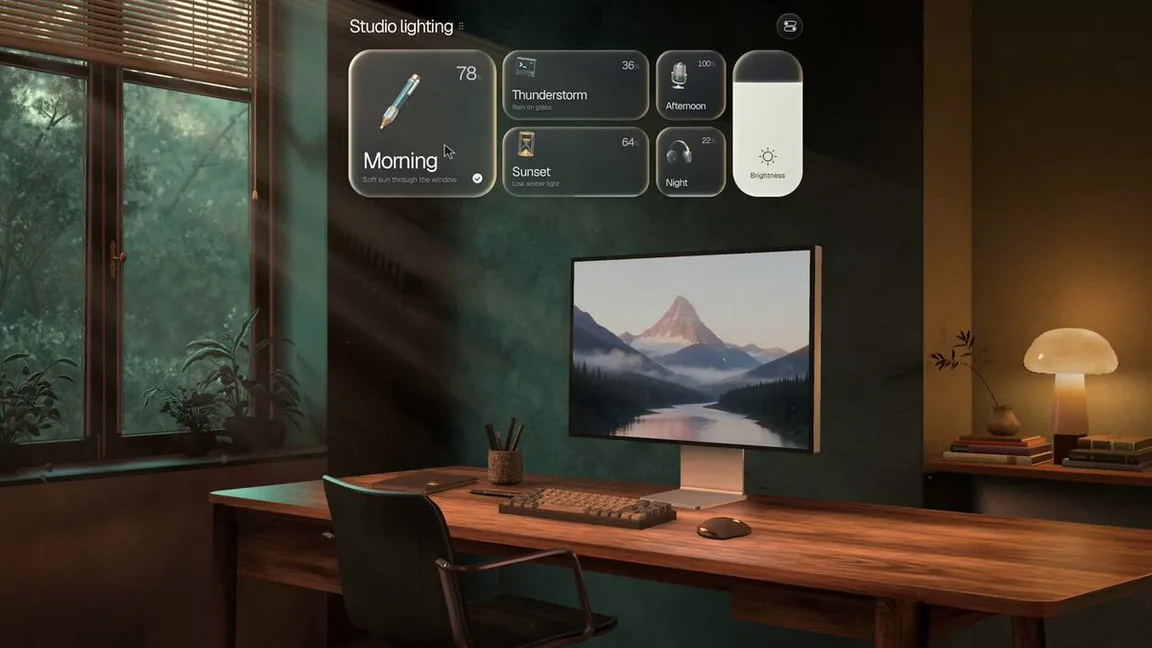 Studio lighting
78%
Morning
Soft sun through the window
36%
Thunderstorm
Rain on glass
64%
Sunset
Low amber light
100%
Afternoon
22%
Night
Brightness